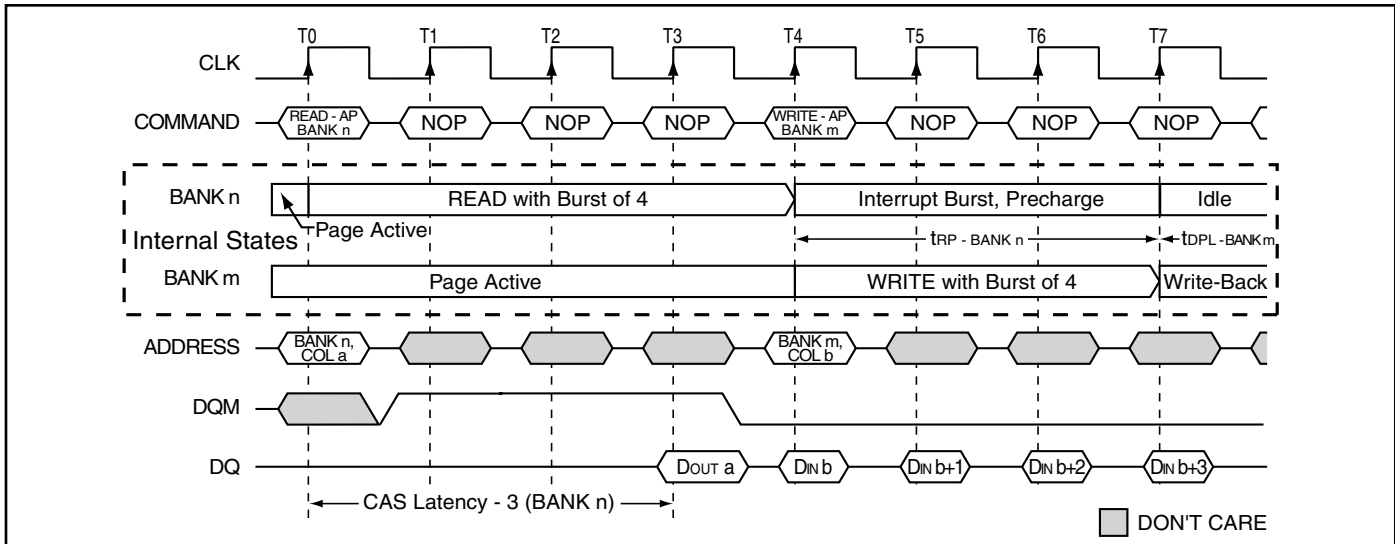 T0 T1 T2 T3 T4 T5 T6 T7
CLK
COMMAND
READ - AP
BANK n
NOP NOP NOP
WRITE - AP
BANK m
NOP NOP NOP
BANK n
READ with Burst of 4
Interrupt Burst, Precharge
Idle
Page Active
Internal States
tRP - BANK n
tDPL - BANK m
BANK m
Page Active
WRITE with Burst of 4
Write-Back
ADDRESS
BANK n,
COL a
BANK m,
COL b
DQM
DQ
DOUT a
DIN b
DIN b+1
DIN b+2
DIN b+3
CAS Latency - 3 (BANK n)
DON'T CARE